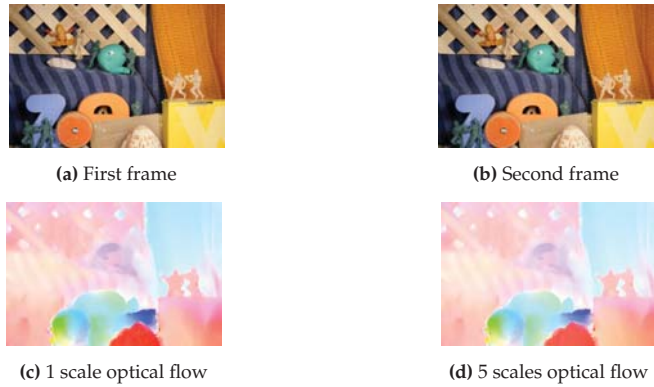 (a) First frame
(b) Second frame
(c) 1 scale optical flow
(d) 5 scales optical flow